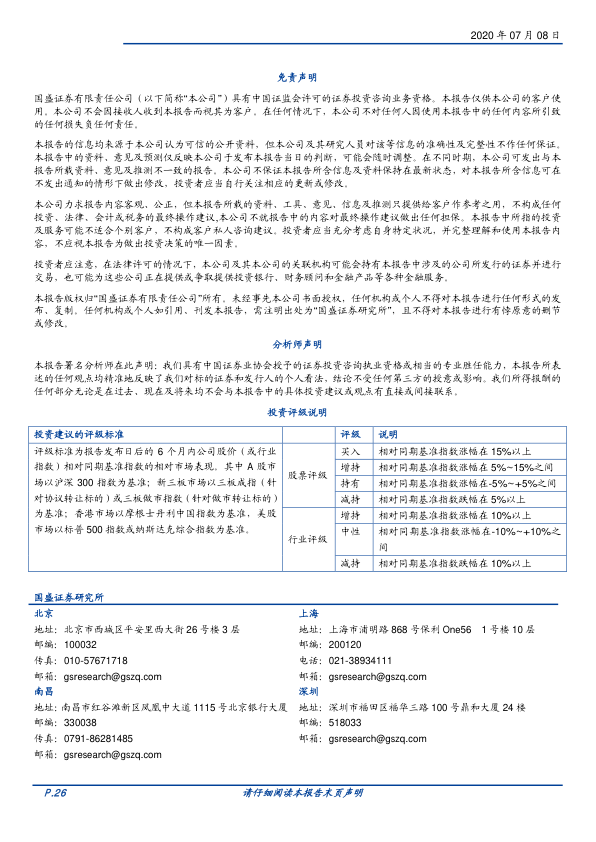 2020 年 07 月 08 日
免责声明
国盛证券有限责任公司（以下简称“本公司”）具有中国证监会许可的证券投资咨询业务资格。本报告仅供本公司的客户使
用。本公司不会因接收人收到本报告而视其为客户。在任何情况下，本公司不对任何人因使用本报告中的任何内容所引致
的任何损失负任何责任。
本报告的信息均来源于本公司认为可信的公开资料，但本公司及其研究人员对该等信息的准确性及完整性不作任何保证。
本报告中的资料、意见及预测仅反映本公司于发布本报告当日的判断，可能会随时调整。在不同时期，本公司可发出与本
报告所载资料、意见及推测不一致的报告。本公司不保证本报告所含信息及资料保持在最新状态，对本报告所含信息可在
不发出通知的情形下做出修改，投资者应当自行关注相应的更新或修改。
本公司力求报告内容客观、公正，但本报告所载的资料、工具、意见、信息及推测只提供给客户作参考之用，不构成任何
投资、法律、会计或税务的最终操作建议,本公司不就报告中的内容对最终操作建议做出任何担保。本报告中所指的投资
及服务可能不适合个别客户，不构成客户私人咨询建议。投资者应当充分考虑自身特定状况，并完整理解和使用本报告内
容，不应视本报告为做出投资决策的唯一因素。
投资者应注意，在法律许可的情况下，本公司及其本公司的关联机构可能会持有本报告中涉及的公司所发行的证券并进行
交易，也可能为这些公司正在提供或争取提供投资银行、财务顾问和金融产品等各种金融服务。
本报告版权归“国盛证券有限责任公司”所有。未经事先本公司书面授权，任何机构或个人不得对本报告进行任何形式的发
布、复制。任何机构或个人如引用、刊发本报告，需注明出处为“国盛证券研究所”，且不得对本报告进行有悖原意的删节
或修改。
分析师声明
本报告署名分析师在此声明：我们具有中国证券业协会授予的证券投资咨询执业资格或相当的专业胜任能力，本报告所表
述的任何观点均精准地反映了我们对标的证券和发行人的个人看法，结论不受任何第三方的授意或影响。我们所得报酬的
任何部分无论是在过去、现在及将来均不会与本报告中的具体投资建议或观点有直接或间接联系。
投资评级说明
投资建议的评级标准 评级 说明
评级标准为报告发布日后的 6 个月内公司股价（或行业
指数）相对同期基准指数的相对市场表现。其中 A 股市
场以沪深 300 指数为基准；新三板市场以三板成指（针
对协议转让标的）或三板做市指数（针对做市转让标的）
为基准；香港市场以摩根士丹利中国指数为基准，美股
市场以标普 500 指数或纳斯达克综合指数为基准。
股票评级
买入 相对同期基准指数涨幅在 15%以上
增持 相对同期基准指数涨幅在 5%~15%之间
持有 相对同期基准指数涨幅在-5%~+5%之间
减持 相对同期基准指数跌幅在 5%以上
行业评级
增持 相对同期基准指数涨幅在 10%以上
中性 相对同期基准指数涨幅在-10%~+10%之
间
减持 相对同期基准指数跌幅在 10%以上
国盛证券研究所
北京
地址：北京市西城区平安里西大街 26 号楼 3 层
邮编：100032
传真：010-57671718
邮箱：gsresearch@gszq.com
上海
地址：上海市浦明路 868 号保利 One56 1 号楼 10 层
邮编：200120
电话：021-38934111
邮箱：gsresearch@gszq.com
南昌
地址：南昌市红谷滩新区凤凰中大道 1115 号北京银行大厦
邮编：330038
传真：0791-86281485
邮箱：gsresearch@gszq.com
深圳
地址：深圳市福田区福华三路 100 号鼎和大厦 24 楼
邮编：518033
邮箱：gsresearch@gszq.com
P.26
请仔细阅读本报告末页声明